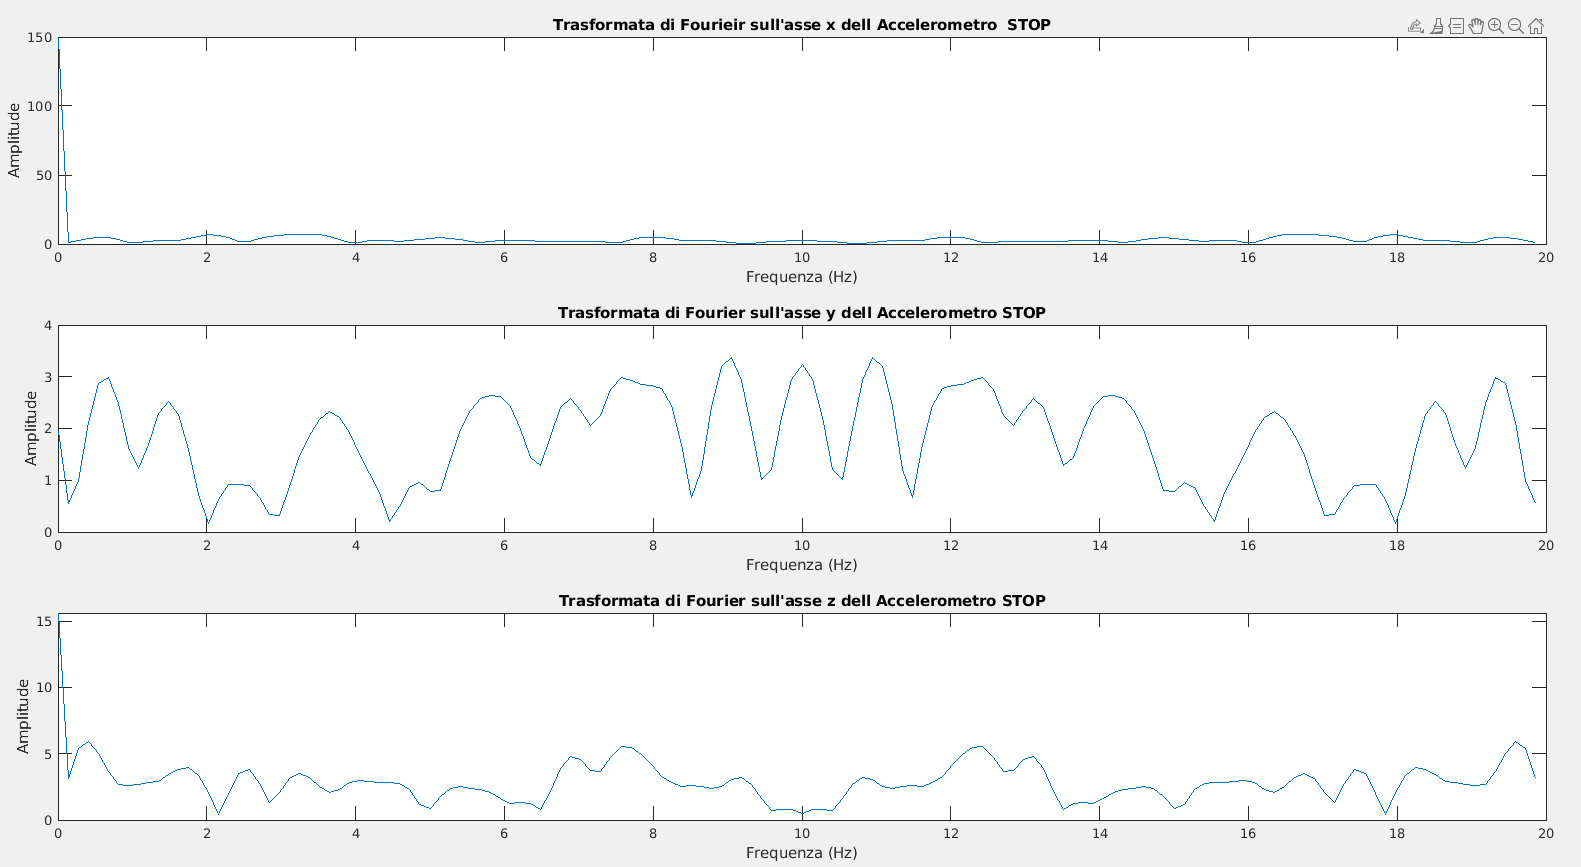 Trasformata di Fourieir sull'asse x dell Accelerometro  STOP
150
100
50
0
Amplitude
0 2 4 6 8 10 12 14 16 18 20
Frequenza (Hz)
Trasformata di Fourier sull'asse y dell Accelerometro STOP
4
3
2
1
0
Amplitude
0 2 4 6 8 10 12 14 16 18 20
Frequenza (Hz)
Trasformata di Fourier sull'asse z dell Accelerometro STOP
15
10
5
0
Amplitude
0 2 4 6 8 10 12 14 16 18 20
Frequenza (Hz)